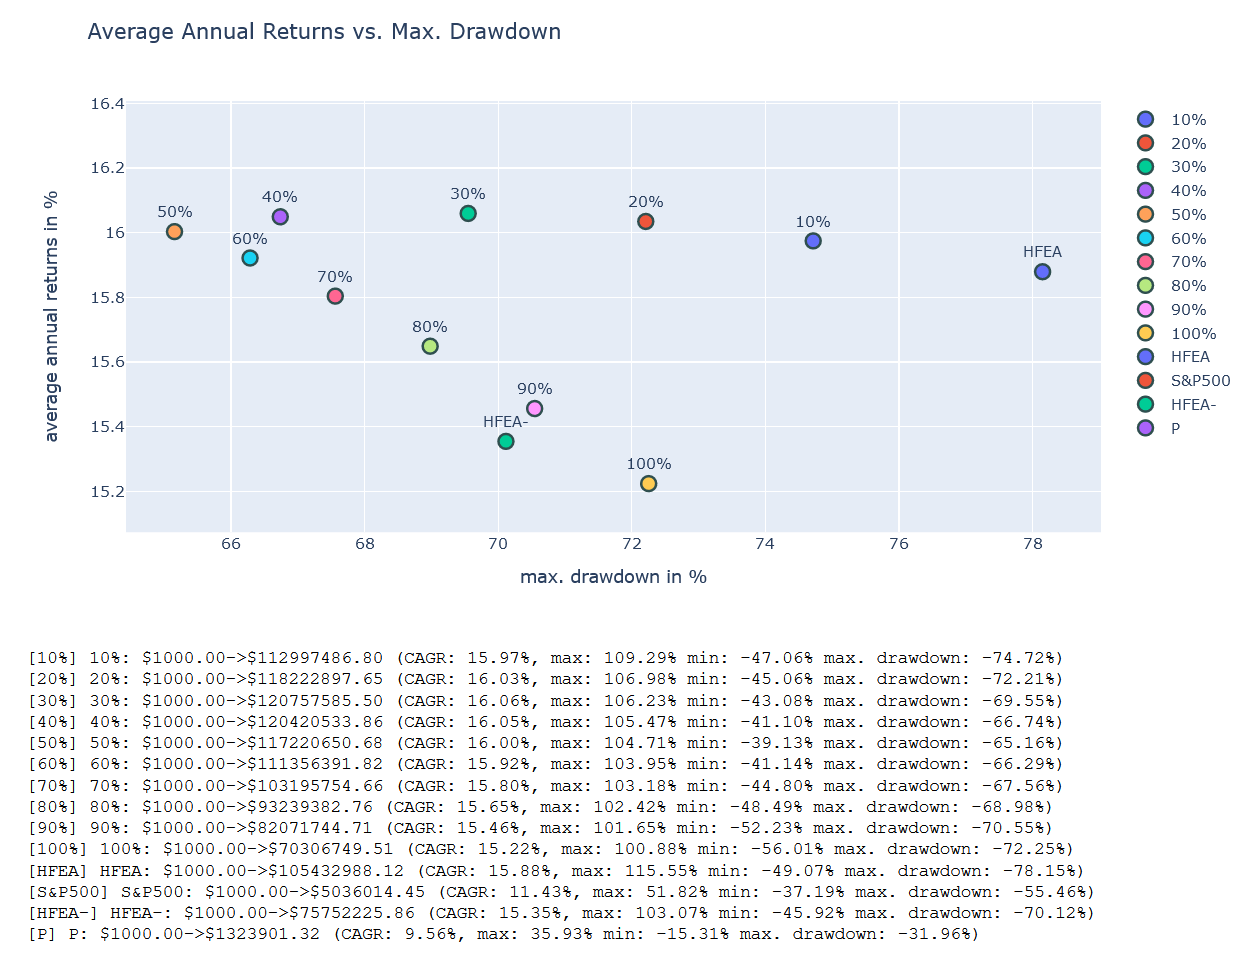 Average Annual Returns vs. Max. Drawdown
16.4
16.2
16
15.8
15.6
15.4
15.2
average annual returns in %
50%
40%
60%
30%
70%
80%
90%
HFEA-
20%
100%
10%
HFEA
66
68
70
72
74
76
78
max. drawdown in %
10%
20%
30%
40%
50%
60%
70%
80%
90%
100%
HFEA
S&P500
HFEA-
P
[10%] 10%: $1000.00->$112997486.80 (CAGR: 15.97%, max: 109.29% min: -47.06% max. drawdown: -74.72%)
[20%] 20%: $1000.00->$118222897.65 (CAGR: 16.03%, max: 106.98% min: -45.06% max. drawdown: -72.21%)
[30%] 30%: $1000.00->$120757585.50 (CAGR: 16.06%, max: 106.23% min: -43.08% max. drawdown: -69.55%)
[40%] 40%: $1000.00->$120420533.86 (CAGR: 16.05%, max: 105.47% min: -41.10% max. drawdown: -66.74%)
[50%] 50%: $1000.00->$117220650.68 (CAGR: 16.00%, max: 104.71% min: -39.13% max. drawdown: -65.16%)
[60%] 60%: $1000.00->$111356391.82 (CAGR: 15.92%, max: 103.95% min: -41.14% max. drawdown: -66.29%)
[70%] 70%: $1000.00->$103195754.66 (CAGR: 15.80%, max: 103.18% min: -44.80% max. drawdown: -67.56%)
[80%] 80%: $1000.00->$93239382.76 (CAGR: 15.65%, max: 102.42% min: -48.49% max. drawdown: -68.98%)
[90%] 90%: $1000.00->$82071744.71 (CAGR: 15.46%, max: 101.65% min: -52.23% max. drawdown: -70.55%)
[100%] 100%: $1000.00->$70306749.51 (CAGR: 15.22%, max: 100.88% min: -56.01% max. drawdown: -72.25%)
[HFEA] HFEA: $1000.00->$105432988.12 (CAGR: 15.88%, max: 115.55% min: -49.07% max. drawdown: -78.15%)
[S&P500] S&P500: $1000.00->$5036014.45 (CAGR: 11.43%, max: 51.82% min: -37.19% max. drawdown: -55.46%)
[HFEA-] HFEA-: $1000.00->$75752225.86 (CAGR: 15.35%, max: 103.07% min: -45.92% max. drawdown: -70.12%)
[P] P: $1000.00->$1323901.32 (CAGR: 9.56%, max: 35.93% min: -15.31% max. drawdown: -31.96%)